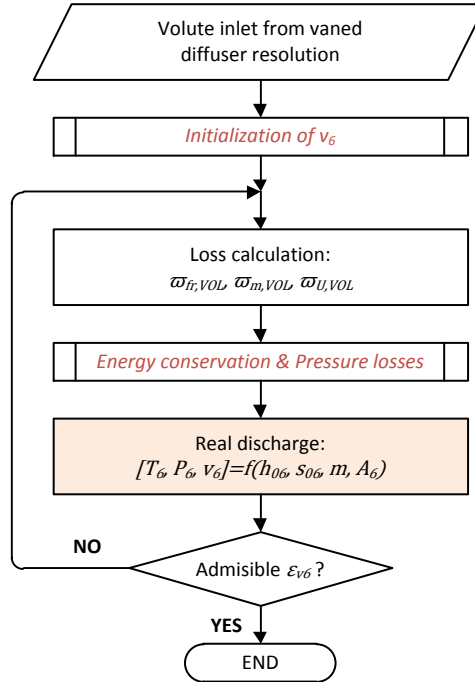 Volute inlet from vaned
diffuser resolution
Initialization of v₆
Loss calculation:
ϖfr,VOL, ϖm,VOL, ϖU,VOL
Energy conservation & Pressure losses
Real discharge:
[T₆, P₆, v₆]=f(h₀₆, s₀₆, m, A₆)
NO
Admisible εv6 ?
YES
END